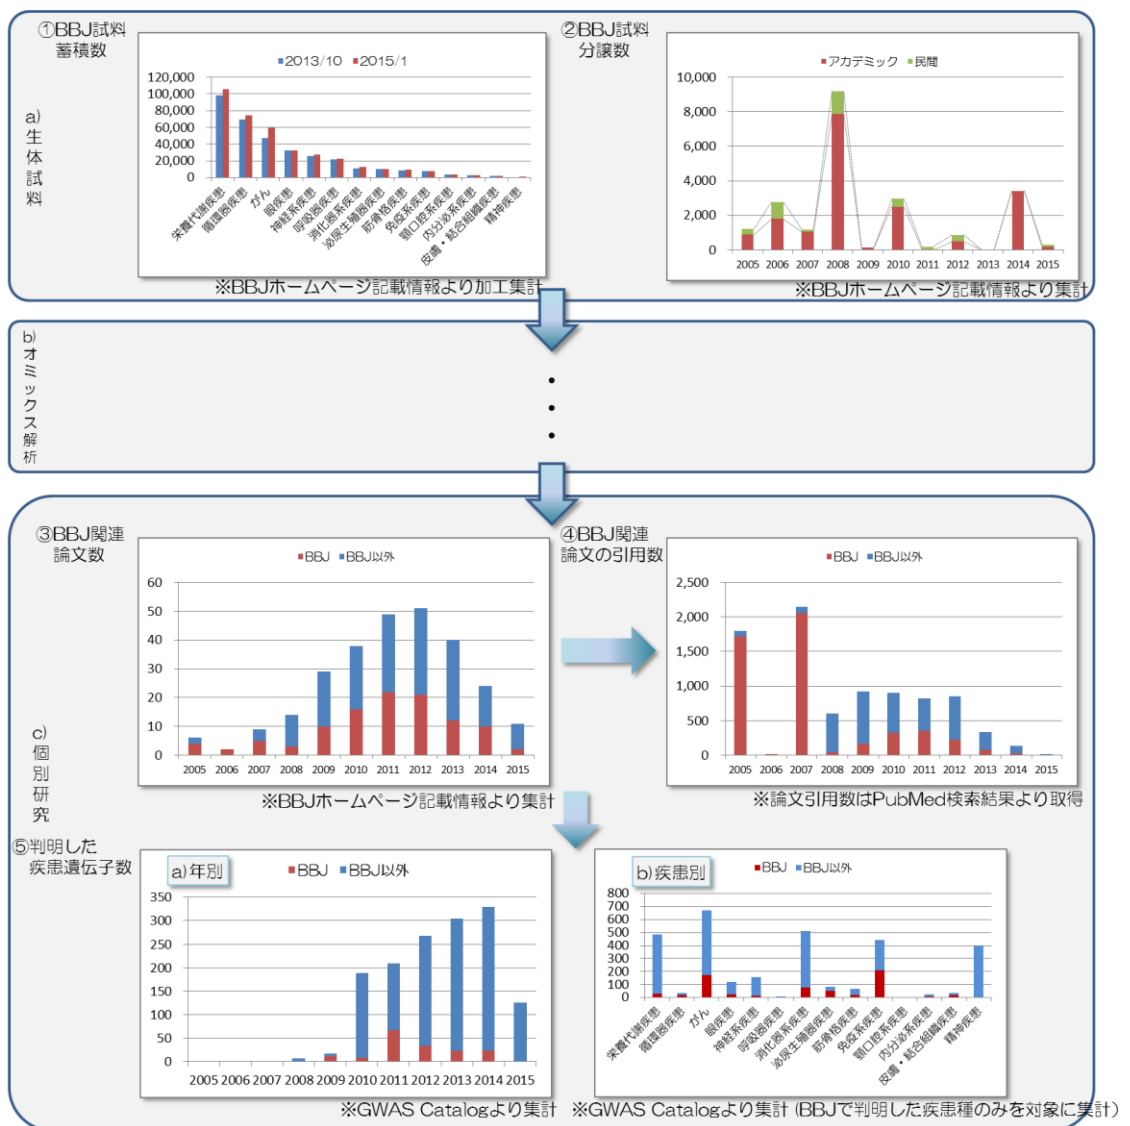 ①BBJ試料
蓄積数
②BBJ試料
分譲数
a)
生
体
試
料
■2013/10 ■2015/1
120,000
100,000
80,000
60,000
40,000
20,000
0
栄養代謝疾患
循環器疾患
がん
眼疾患
神経系疾患
呼吸器疾患
消化器系疾患
泌尿生殖器疾患
筋骨格疾患
免疫系疾患
顎口腔系疾患
内分泌系疾患
皮膚・結合組織疾患
精神疾患
※BBJホームページ記載情報より加工集計
■アカデミック ■民間
10,000
8,000
6,000
4,000
2,000
0
2005 2006 2007 2008 2009 2010 2011 2012 2013 2014 2015
※BBJホームページ記載情報より集計
b)
オ
ミ
ッ
ク
ス
解
析
・
・
・
③BBJ関連
論文数
④BBJ関連
論文の引用数
c)
個
別
研
究
■BBJ ■BBJ以外
60
50
40
30
20
10
0
2005 2006 2007 2008 2009 2010 2011 2012 2013 2014 2015
※BBJホームページ記載情報より集計
■BBJ ■BBJ以外
2,500
2,000
1,500
1,000
500
0
2005 2006 2007 2008 2009 2010 2011 2012 2013 2014 2015
※論文引用数はPubMed検索結果より取得
⑤判明した
疾患遺伝子数
a)年別
■BBJ ■BBJ以外
350
300
250
200
150
100
50
0
2005 2006 2007 2008 2009 2010 2011 2012 2013 2014 2015
※GWAS Catalogより集計
b)疾患別
■BBJ ■BBJ以外
800
700
600
500
400
300
200
100
0
栄養代謝疾患
循環器疾患
がん
眼疾患
神経系疾患
呼吸器疾患
消化器系疾患
泌尿生殖器疾患
筋骨格疾患
免疫系疾患
顎口腔系疾患
内分泌系疾患
皮膚・結合組織疾患
精神疾患
※GWAS Catalogより集計 (BBJで判明した疾患種のみを対象に集計)